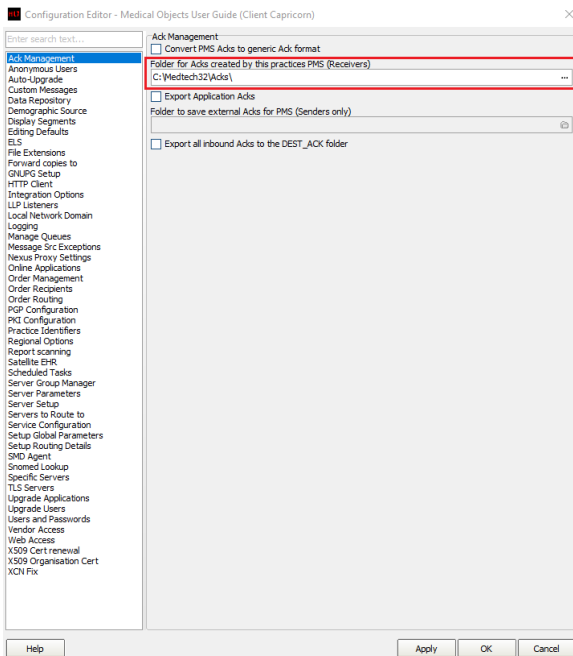 Configuration Editor - Medical Objects User Guide (Client Capricorn)
Enter search text...
Ack Management
Anonymous Users
Auto-Upgrade
Custom Messages
Data Repository
Demographic Source
Display Segments
Editing Defaults
ELS
File Extensions
Forward copies to
GNUPG Setup
HTTP Client
Integration Options
LLP Listeners
Local Network Domain
Logging
Manage Queues
Message Src Exceptions
Nexus Proxy Settings
Online Applications
Order Management
Order Recipients
Order Routing
PGP Configuration
PKI Configuration
Practice Identifiers
Regional Options
Report scanning
Satellite EHR
Scheduled Tasks
Server Group Manager
Server Parameters
Server Setup
Servers to Route to
Service Configuration
Setup Global Parameters
Setup Routing Details
SMD Agent
Snomed Lookup
Specific Servers
TLS Servers
Upgrade Applications
Upgrade Users
Users and Passwords
Vendor Access
Web Access
X509 Cert renewal
X509 Organisation Cert
XCN Fix
Ack Management
Convert PMS Acks to generic Ack format
Folder for Acks created by this practices PMS (Receivers)
C:\Medtech32\Acks\
...
Export Application Acks
Folder to save external Acks for PMS (Senders only)
Export all inbound Acks to the DEST_ACK folder
Help
Apply
OK
Cancel